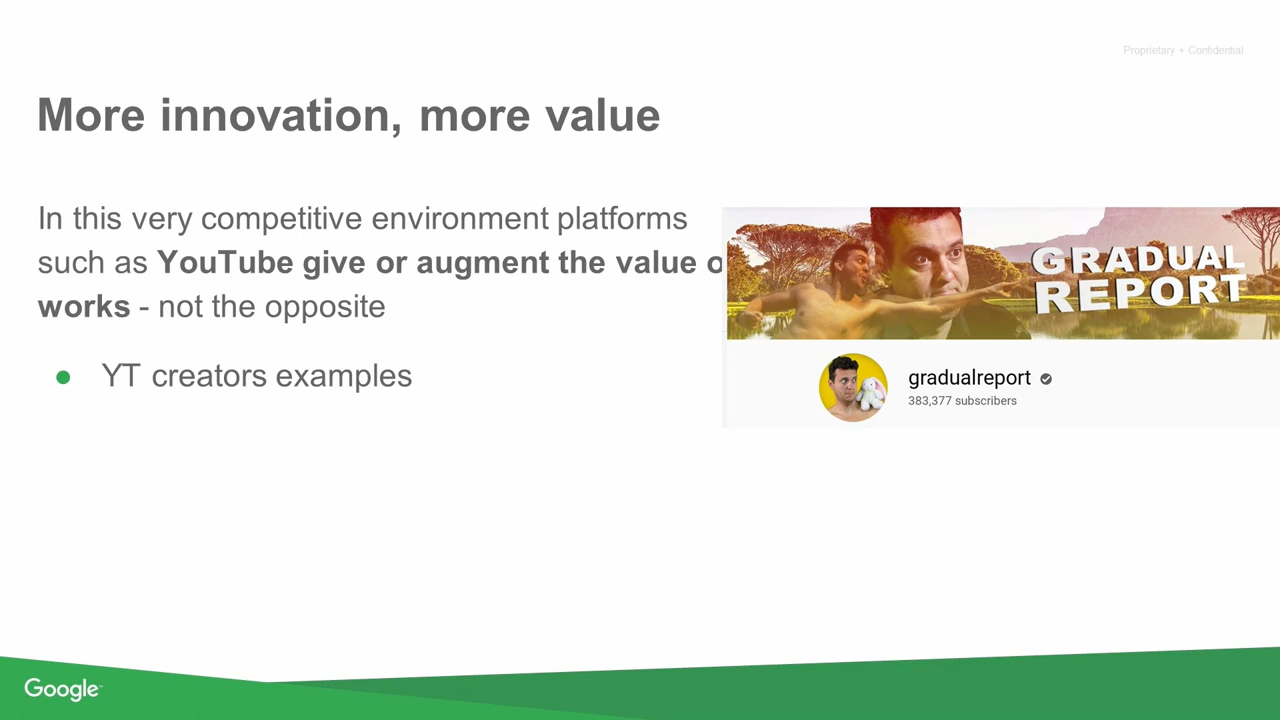 Proprietary + Confidential
More innovation, more value
In this very competitive environment platforms
such as YouTube give or augment the value o
works - not the opposite
● YT creators examples
GRADUAL
REPORT
gradualreport
383,377 subscribers
Google